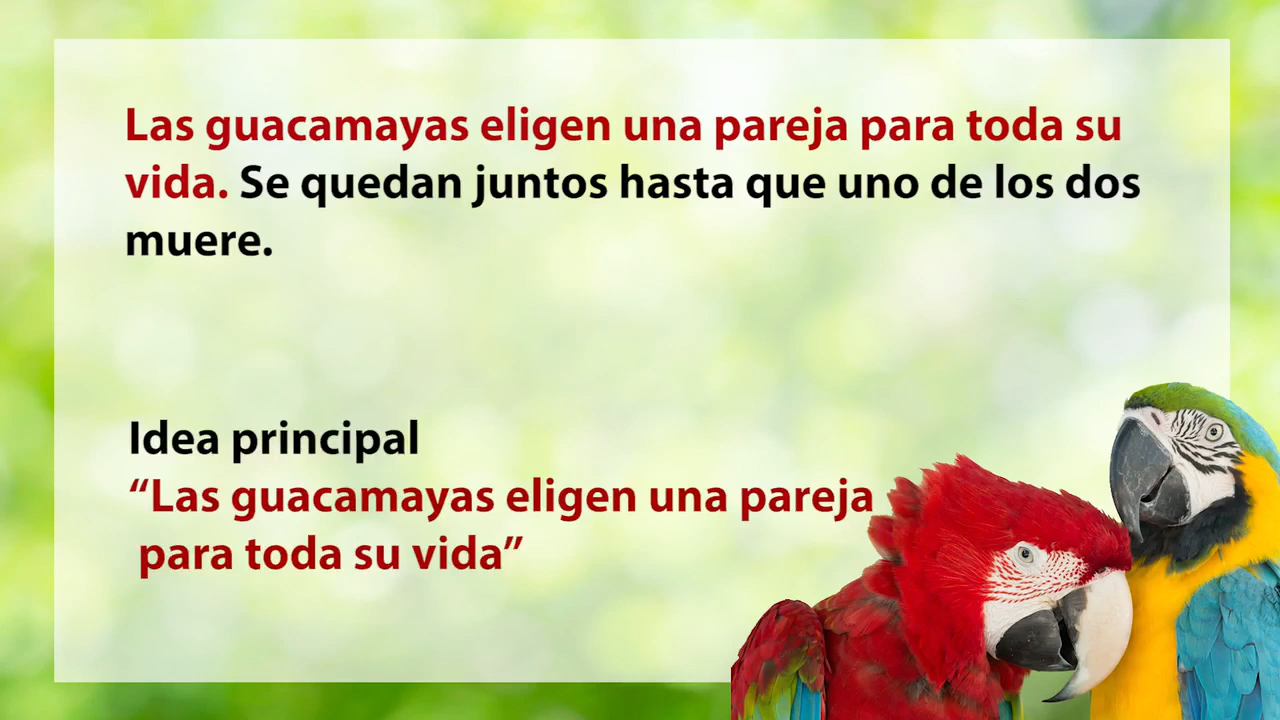 Las guacamayas eligen una pareja para toda su
vida. Se quedan juntos hasta que uno de los dos
muere.
Idea principal
“Las guacamayas eligen una pareja
para toda su vida”